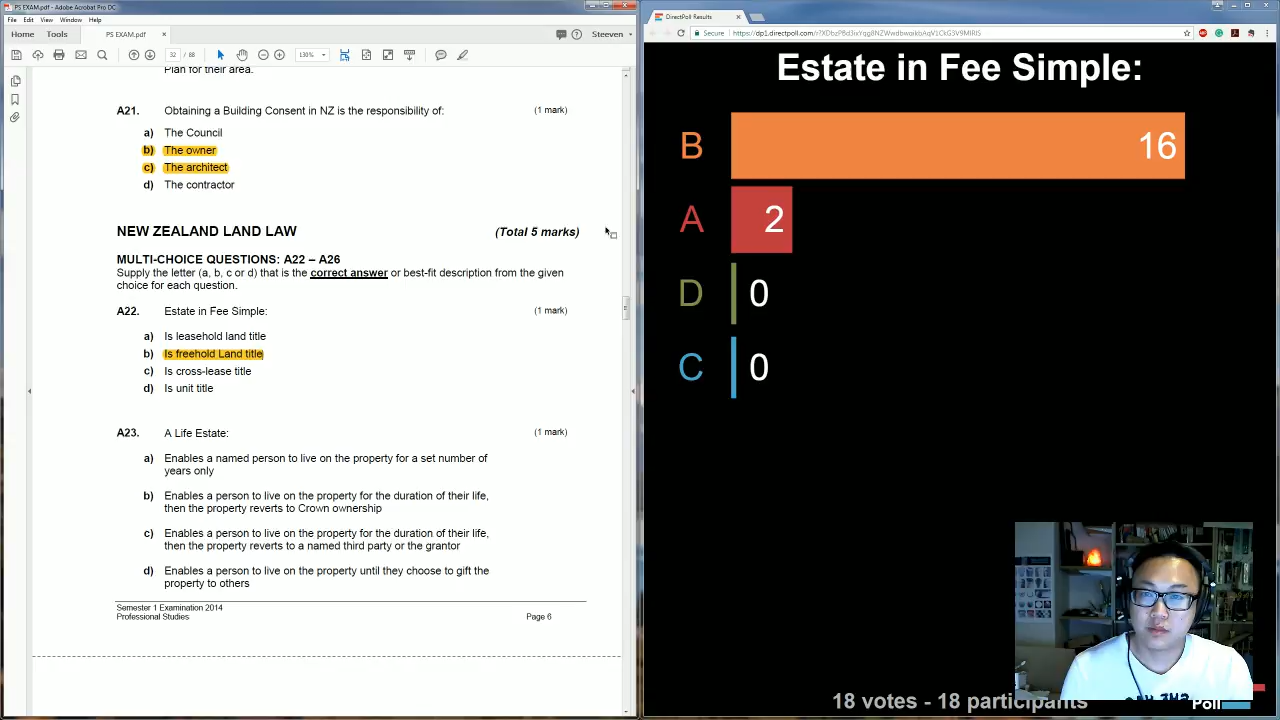 PS EXAM.pdf - Adobe Acrobat Pro DC
File Edit View Window Help
Home Tools PS EXAM.pdf × Steeven
32 / 88 130%
Plan for their area.
A21. Obtaining a Building Consent in NZ is the responsibility of: (1 mark)
a) The Council
b) The owner
c) The architect
d) The contractor
NEW ZEALAND LAND LAW (Total 5 marks)
MULTI-CHOICE QUESTIONS: A22 – A26
Supply the letter (a, b, c or d) that is the correct answer or best-fit description from the given
choice for each question.
A22. Estate in Fee Simple: (1 mark)
a) Is leasehold land title
b) Is freehold Land title
c) Is cross-lease title
d) Is unit title
A23. A Life Estate: (1 mark)
a) Enables a named person to live on the property for a set number of
years only
b) Enables a person to live on the property for the duration of their life,
then the property reverts to Crown ownership
c) Enables a person to live on the property for the duration of their life,
then the property reverts to a named third party or the grantor
d) Enables a person to live on the property until they choose to gift the
property to others
Semester 1 Examination 2014
Professional Studies Page 6
DirectPoll Results
Secure
Estate in Fee Simple:
B 16
A 2
D 0
C 0
18 votes - 18 participants
Poll